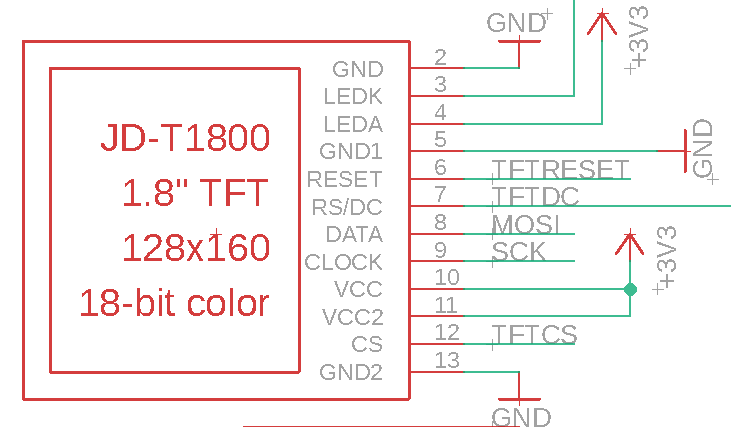 GND
+3V3
2
GND
3
LEDK
4
LEDA
5
GND1
GND
6
RESET
TFTRESET
JD-T1800
1.8" TFT
128x160
18-bit color
7
RS/DC
TFTDC
8
DATA
MOSI
9
CLOCK
SCK
+3V3
10
VCC
11
VCC2
12
CS
TFTCS
13
GND2
GND